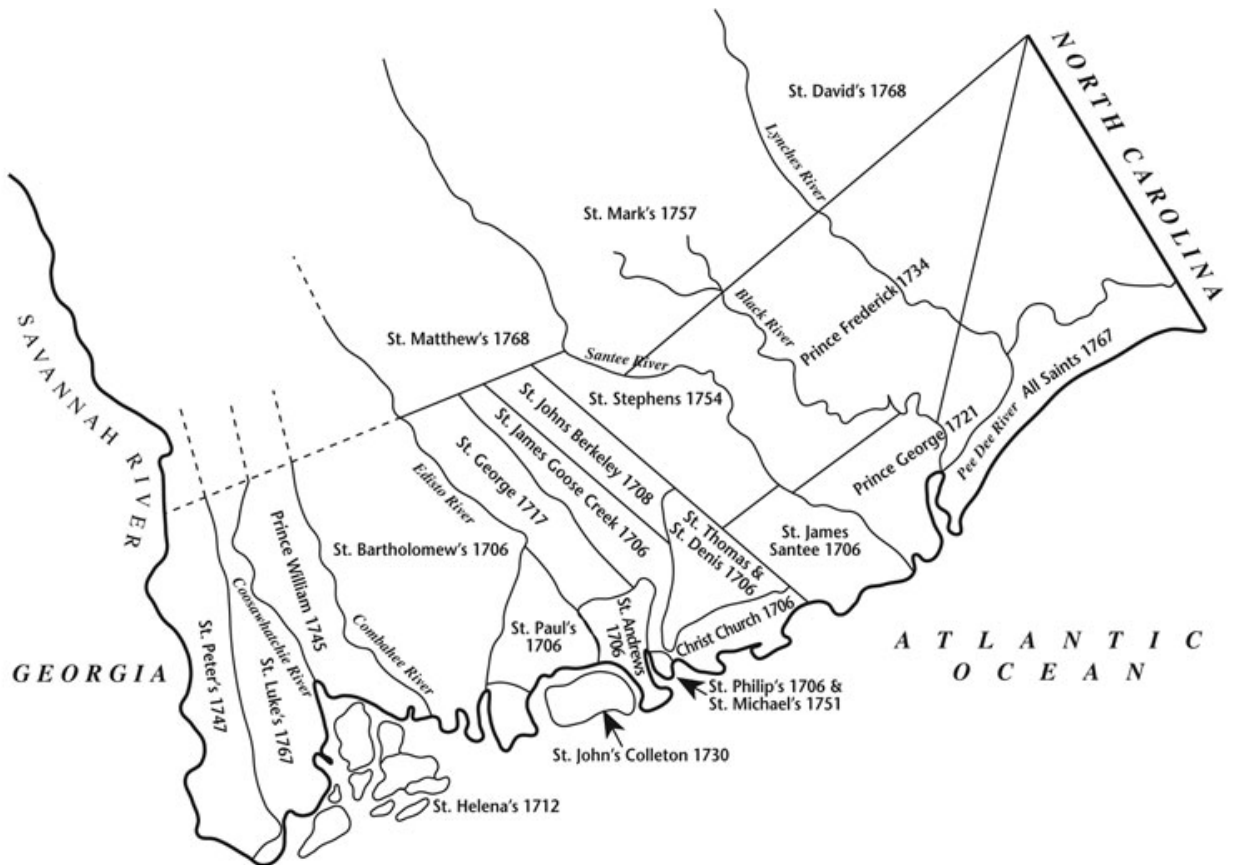 NORTH CAROLINA
St. David's 1768
Lynches River
St. Mark's 1757
Black River
Prince Frederick 1734
St. Matthew's 1768
Santee River
St. Stephens 1754
All Saints 1767
Pee Dee River
Prince George 1721
SAVANNAH RIVER
St. Johns Berkeley 1708
St. James Goose Creek 1706
St. George 1717
Edisto River
St. Thomas &
St. Denis 1706
St. James
Santee 1706
Prince William 1745
St. Bartholomew's 1706
Coosawhatchie River
Combahee River
St. Paul's
1706
St. Andrews
1706
Christ Church 1706
ATLANTIC
OCEAN
GEORGIA
St. Peter's 1747
St. Luke's 1767
St. Philip's 1706 &
St. Michael's 1751
St. John's Colleton 1730
St. Helena's 1712